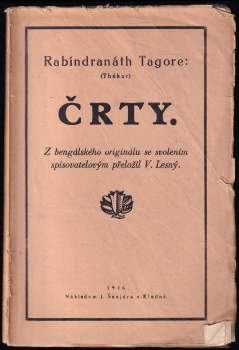 Rabíndranáth Tagore:
(Thákur)
ČRTY.
Z bengálského originálu se svolením
spisovatelovým přeložil V. Lesný.
1914
Nákladem J. Šnajdra v Kladně.